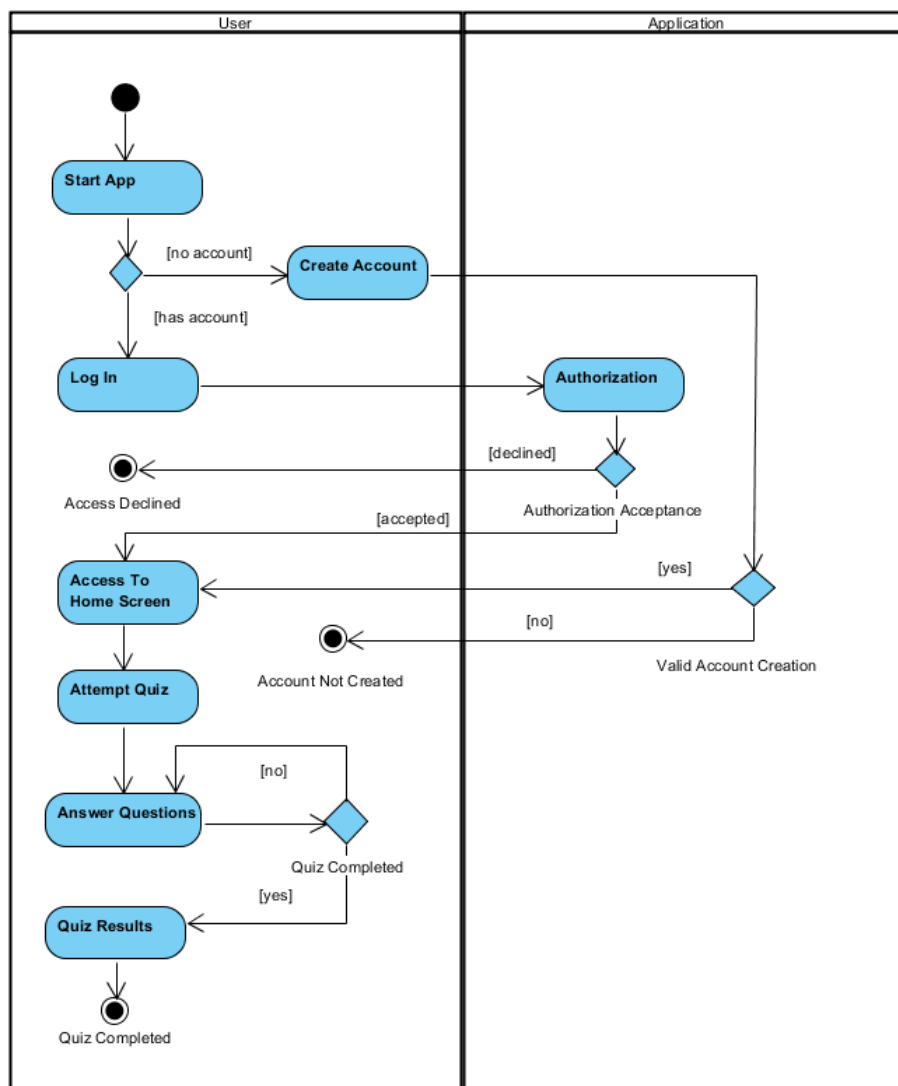 User
Application
Start App
[no account]
Create Account
[has account]
Log In
Authorization
[declined]
Access Declined
Authorization Acceptance
[accepted]
Access To
Home Screen
[yes]
[no]
Account Not Created
Valid Account Creation
Attempt Quiz
[no]
Answer Questions
Quiz Completed
[yes]
Quiz Results
Quiz Completed